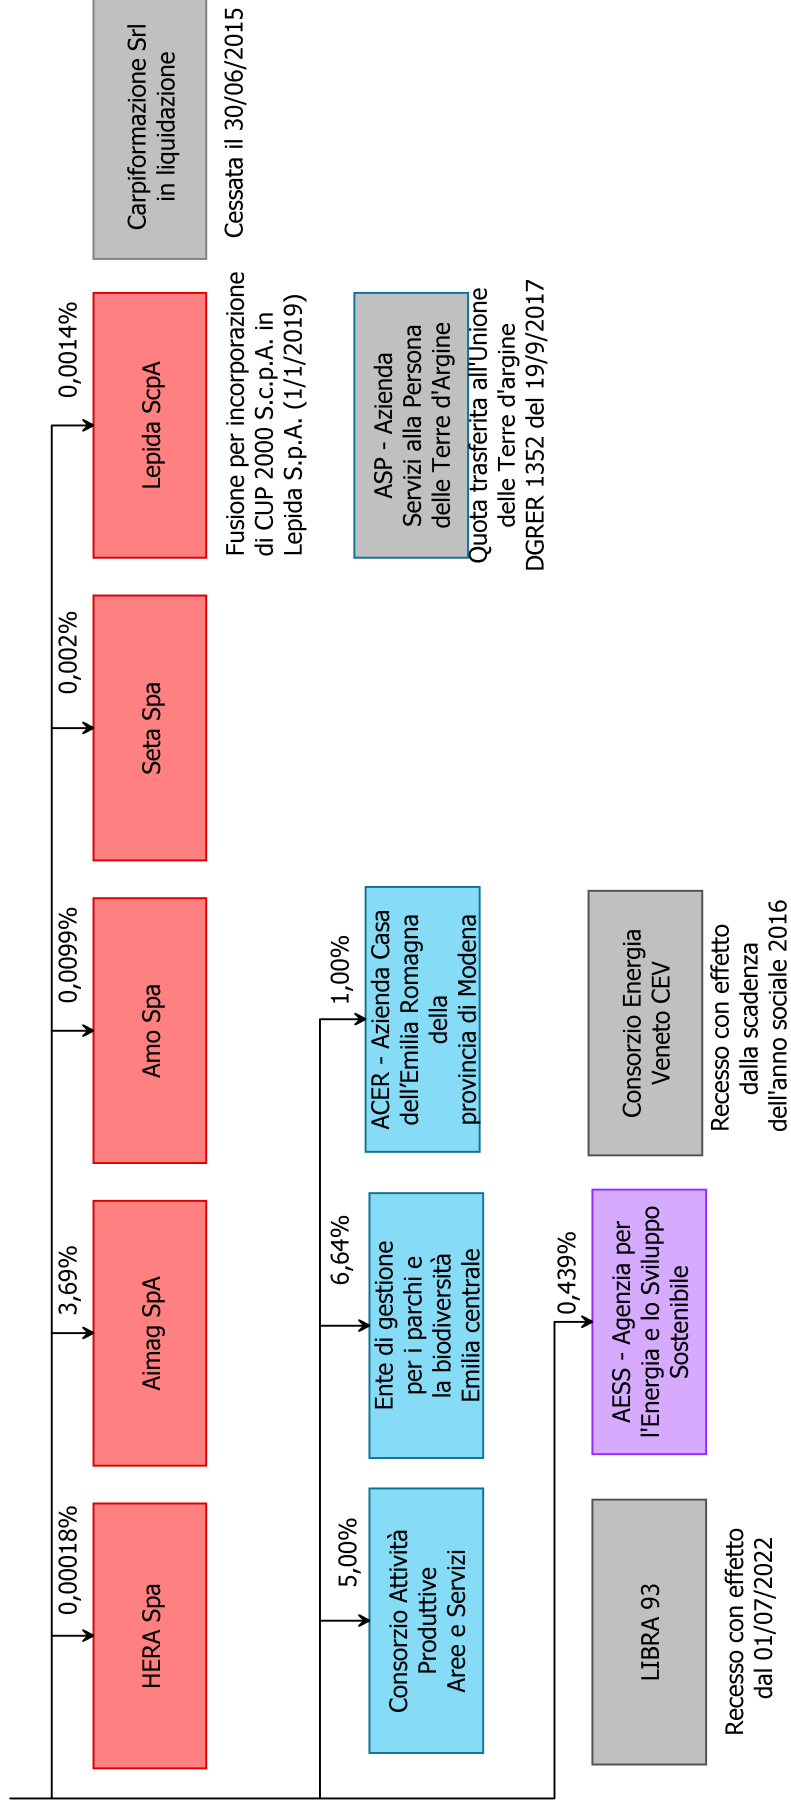 0,00018%
HERA Spa
3,69%
Aimag SpA
0,0099%
Amo Spa
0,002%
Seta Spa
0,0014%
Lepida ScpA
Fusione per incorporazione
di CUP 2000 S.c.p.A. in
Lepida S.p.A. (1/1/2019)
Carpiformazione Srl
in liquidazione
Cessata il 30/06/2015
5,00%
Consorzio Attività
Produttive
Aree e Servizi
6,64%
Ente di gestione
per i parchi e
la biodiversità
Emilia centrale
1,00%
ACER - Azienda Casa
dell’Emilia Romagna
della
provincia di Modena
ASP - Azienda
Servizi alla Persona
delle Terre d'Argine
Quota trasferita all'Unione
delle Terre d'argine
DGRER 1352 del 19/9/2017
LIBRA 93
Recesso con effetto
dal 01/07/2022
0,439%
AESS - Agenzia per
l'Energia e lo Sviluppo
Sostenibile
Consorzio Energia
Veneto CEV
Recesso con effetto
dalla scadenza
dell'anno sociale 2016